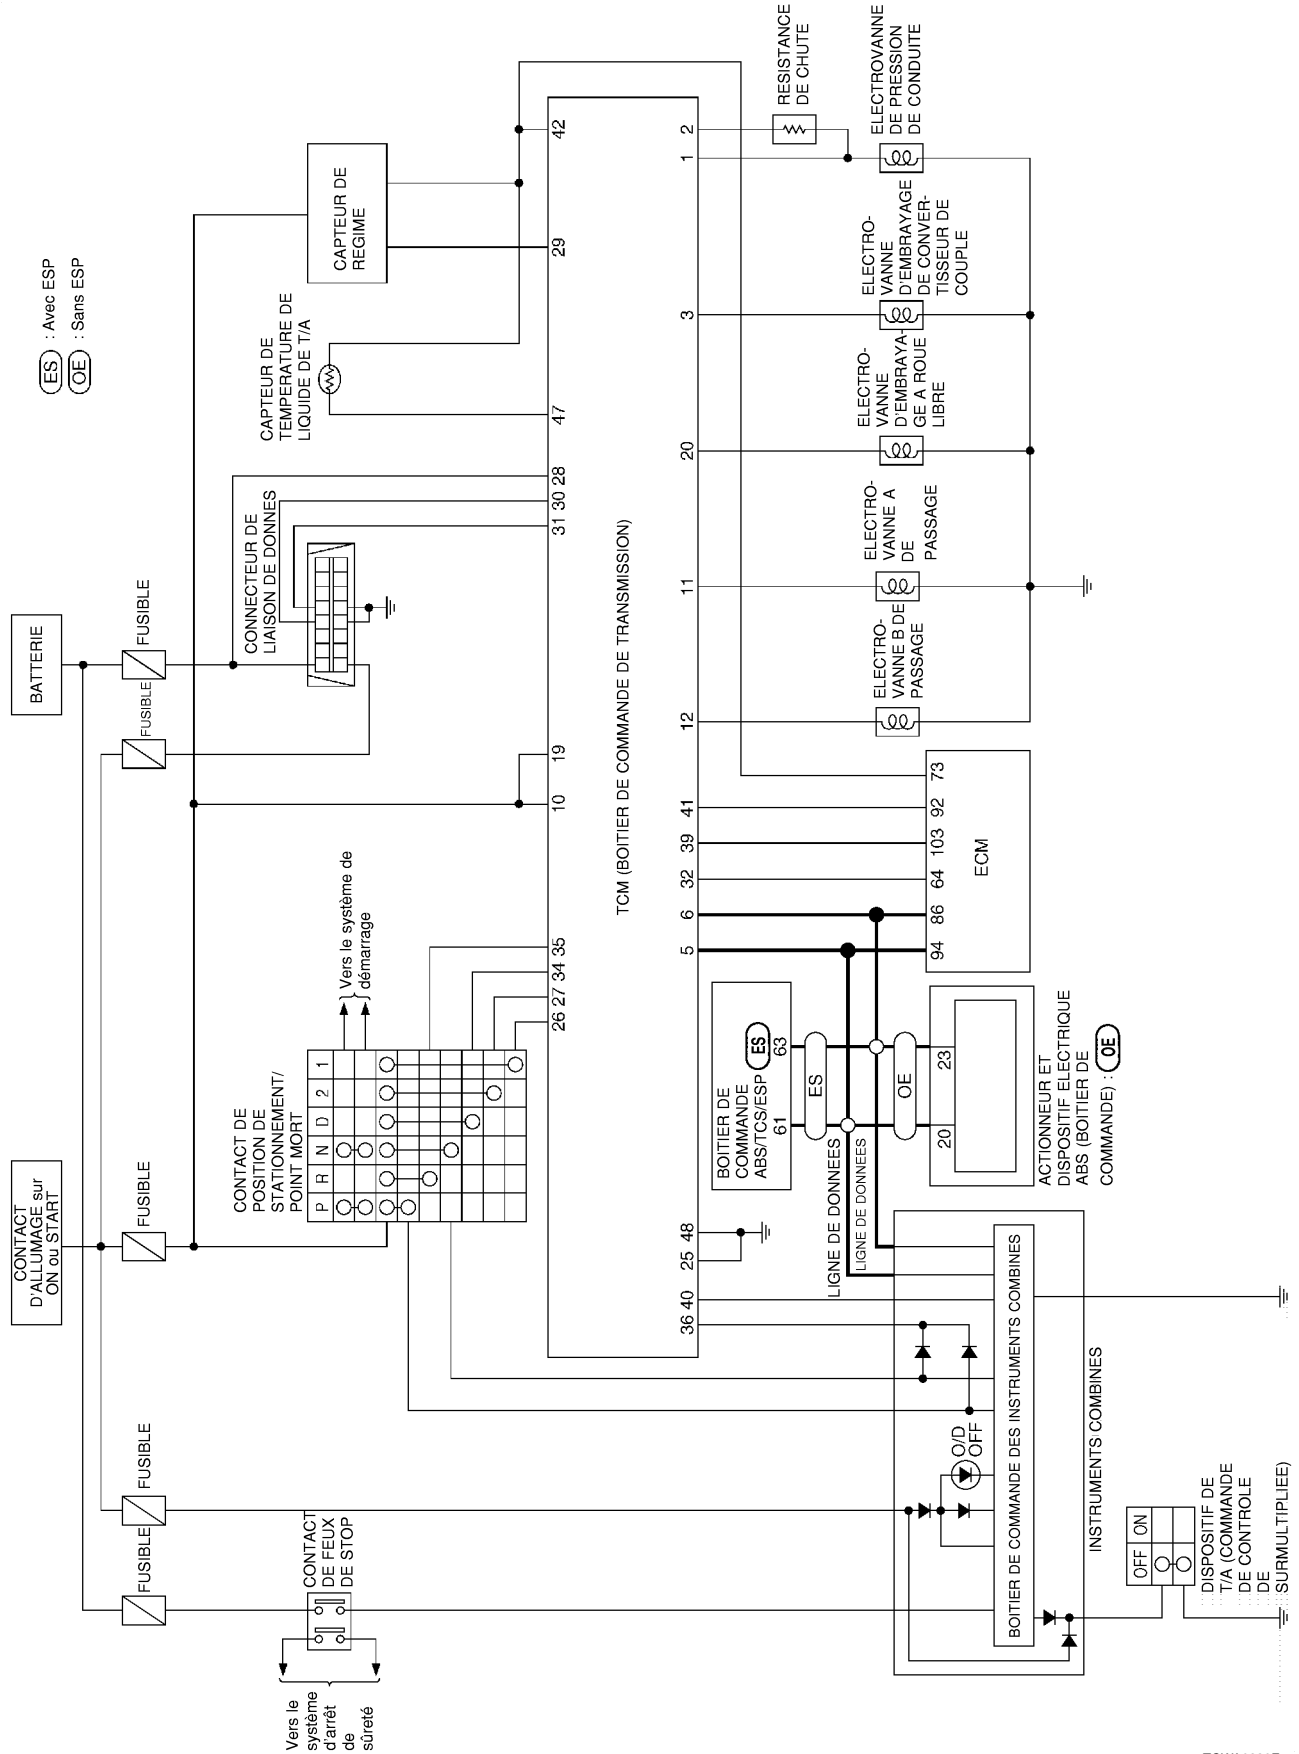 ES : Avec ESP
OE : Sans ESP
BATTERIE
CONTACT
D'ALLUMAGE sur
ON ou START
FUSIBLE
FUSIBLE
FUSIBLE
FUSIBLE
FUSIBLE
CONTACT
DE FEUX
DE STOP
Vers le
système
d'arrêt
de
sûreté
CONTACT DE
POSITION DE
STATIONNEMENT/
POINT MORT
P R N D 2 1
Vers le système de
démarrage
CONNECTEUR DE
LIAISON DE DONNES
CAPTEUR DE
TEMPERATURE DE
LIQUIDE DE T/A
CAPTEUR DE
REGIME
26 27 34 35
10 19
31 30 28 47
29 42
TCM (BOITIER DE COMMANDE DE TRANSMISSION)
36 40 25 48
5 6 32 39 41
12 11 20 3 1 2
RESISTANCE
DE CHUTE
ELECTROVANNE
DE PRESSION
DE CONDUITE
ELECTRO-
VANNE
D'EMBRAYAGE
DE CONVER-
TISSEUR DE
COUPLE
ELECTRO-
VANNE
D'EMBRAYA-
GE A ROUE
LIBRE
ELECTRO-
VANNE A
DE
PASSAGE
ELECTRO-
VANNE B DE
PASSAGE
94 86 64 103 92 73
ECM
BOITIER DE
COMMANDE
ABS/TCS/ESP ES
61 63
ES
OE
20 23
ACTIONNEUR ET
DISPOSITIF ELECTRIQUE
ABS (BOITIER DE
COMMANDE) : OE
LIGNE DE DONNEES
LIGNE DE DONNEES
O/D
OFF
BOITIER DE COMMANDE DES INSTRUMENTS COMBINES
INSTRUMENTS COMBINES
OFF ON
DISPOSITIF DE
T/A (COMMANDE
DE CONTROLE
DE
SURMULTIPLIEE)